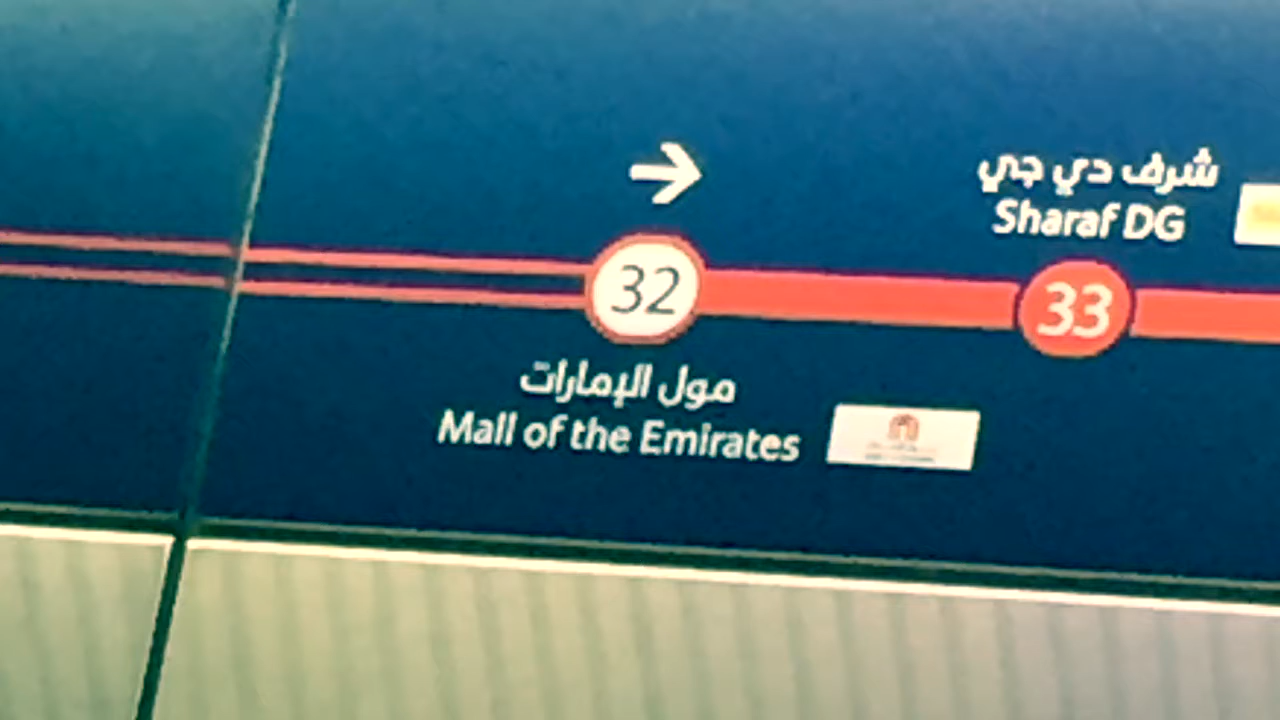 32
مول الإمارات
Mall of the Emirates
شرف دي جي
Sharaf DG
33